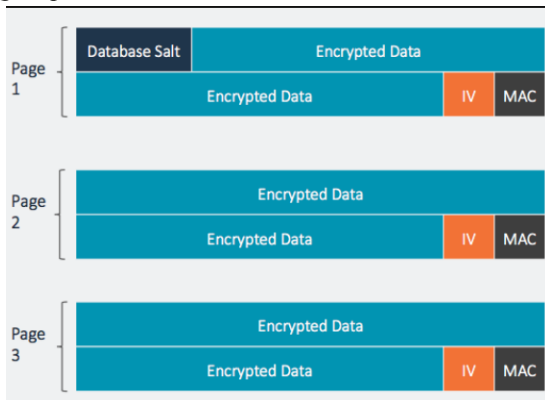 Page
1
Database Salt Encrypted Data
Encrypted Data IV MAC
Page
2
Encrypted Data
Encrypted Data IV MAC
Page
3
Encrypted Data
Encrypted Data IV MAC